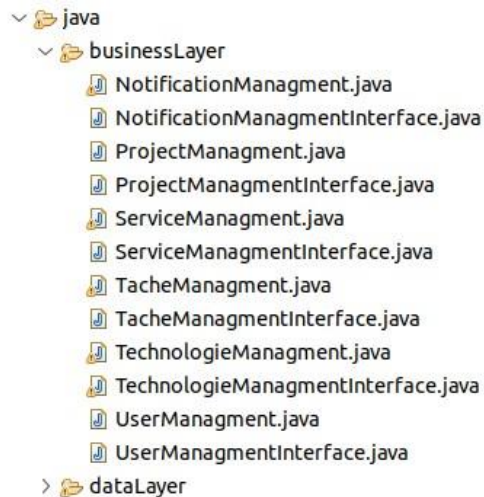 java
businessLayer
NotificationManagment.java
NotificationManagmentInterface.java
ProjectManagment.java
ProjectManagmentInterface.java
ServiceManagment.java
ServiceManagmentInterface.java
TacheManagment.java
TacheManagmentInterface.java
TechnologieManagment.java
TechnologieManagmentInterface.java
UserManagment.java
UserManagmentInterface.java
dataLayer